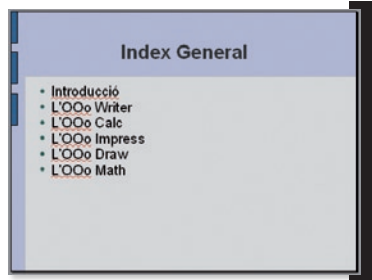 Index General
• Introducció
• L'OOo Writer
• L'OOo Calc
• L'OOo Impress
• L'OOo Draw
• L'OOo Math